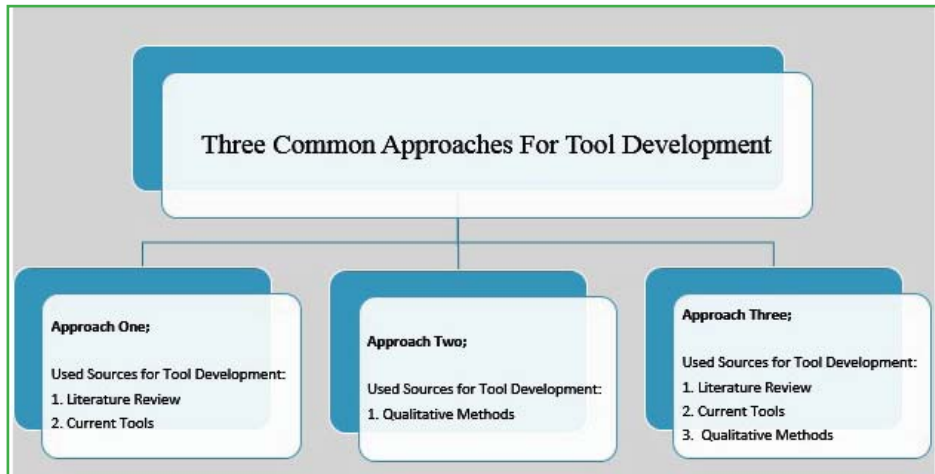 Three Common Approaches For Tool Development
Approach One;
Used Sources for Tool Development:
1. Literature Review
2. Current Tools
Approach Two;
Used Sources for Tool Development:
1. Qualitative Methods
Approach Three;
Used Sources for Tool Development:
1. Literature Review
2. Current Tools
3. Qualitative Methods